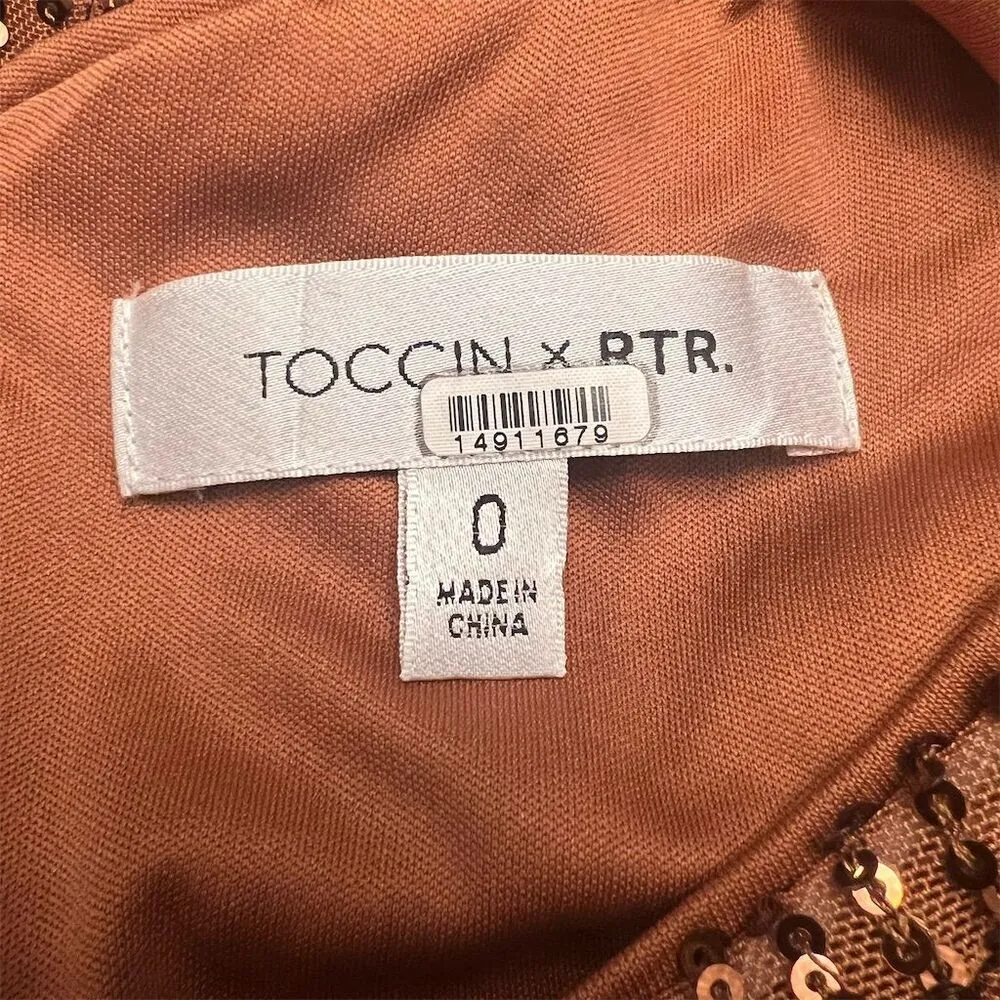 TOCCIN X RTR.
14911679
0
MADE IN
CHINA